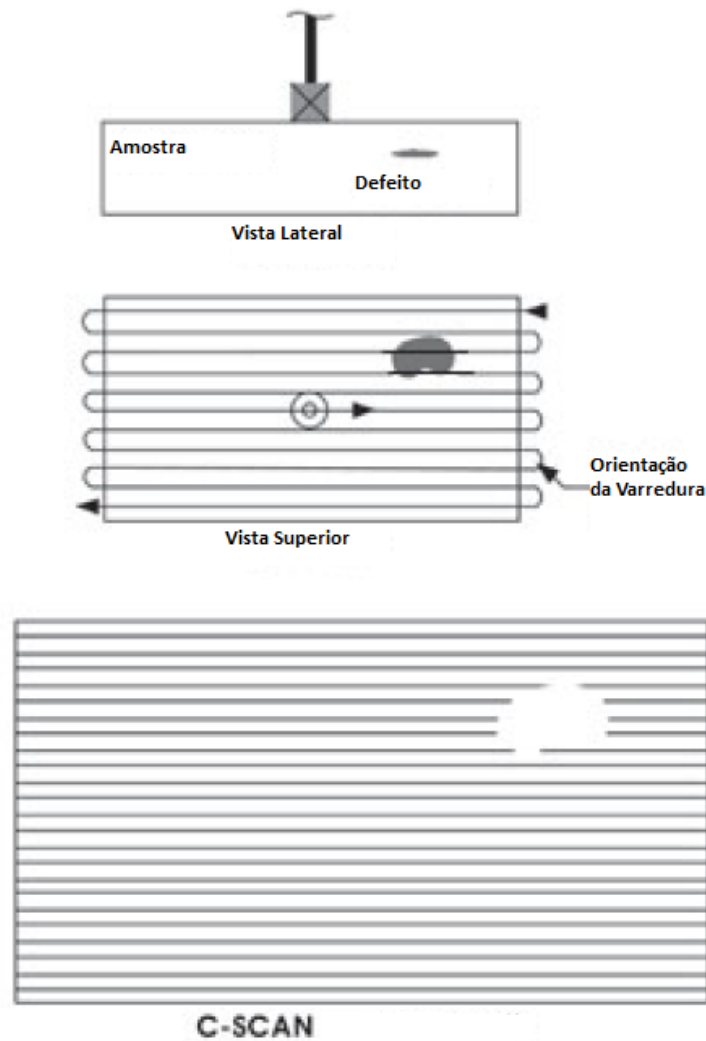 Amostra
Defeito
Vista Lateral
Orientação
da Varredura
Vista Superior
C-SCAN